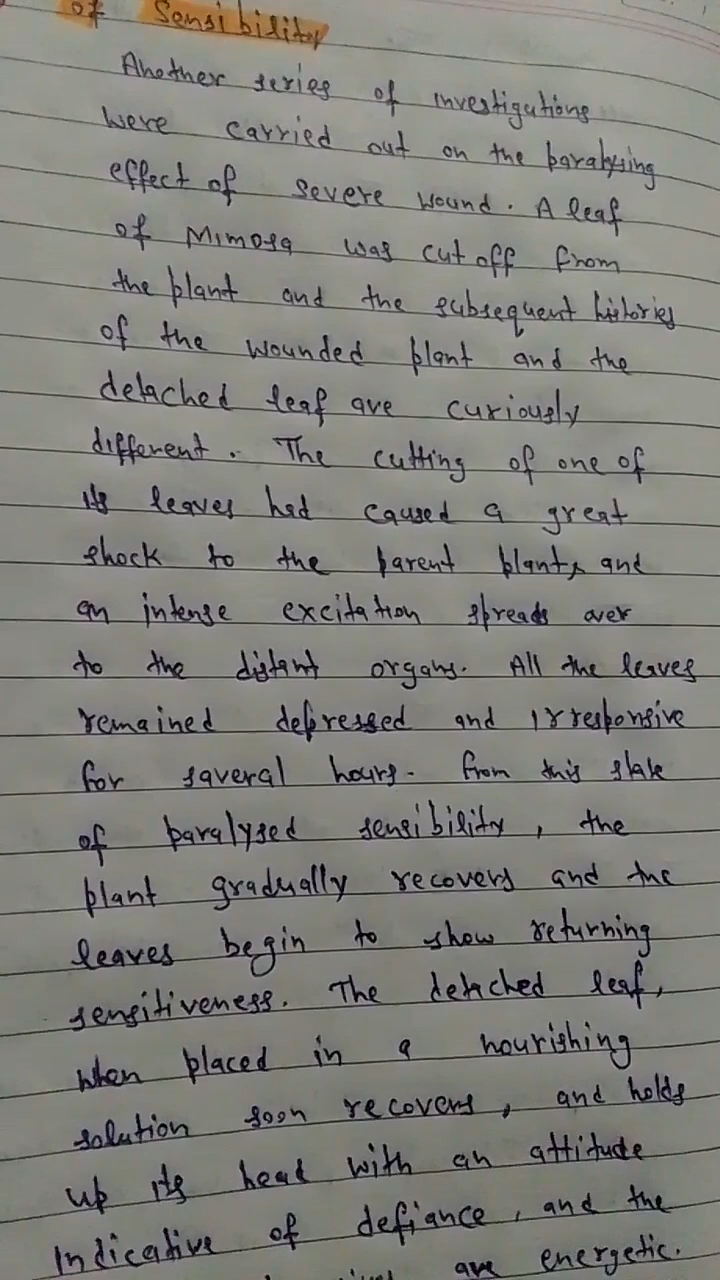 of Sensibility
Another series of investigations
were carried out on the paralysing
effect of severe wound. A leaf
of Mimosa was cut off from
the plant and the subsequent histories
of the wounded plant and the
detached leaf are curiously
different. The cutting of one of
its leaves had caused a great
shock to the parent plant, and
an intense excitation spreads over
to the distant organs. All the leaves
remained depressed and irresponsive
for saveral hours. From this state
of paralysed sensibility, the
plant gradually recovers and the
leaves begin to show returning
sensitiveness. The detached leaf,
when placed in a nourishing
solution soon recovers, and holds
up its head with an attitude
indicative of defiance, and the
are energetic.